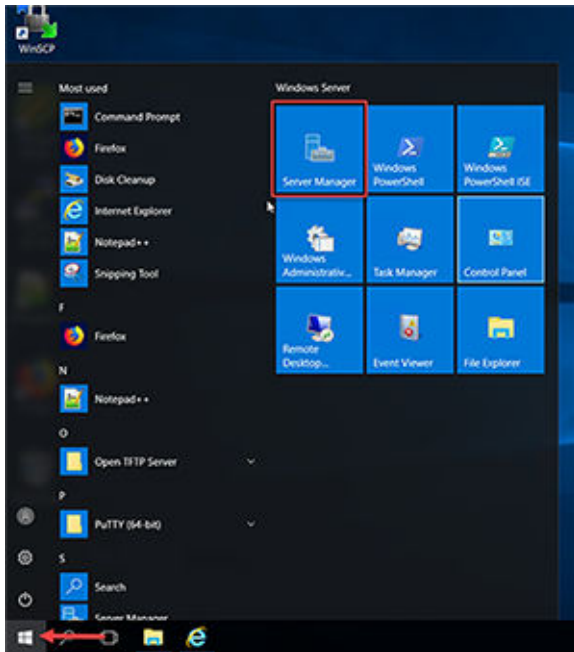 WinSCP
Most used
Command Prompt
Firefox
Disk Cleanup
Internet Explorer
Notepad++
Snipping Tool
F
Firefox
N
Notepad++
O
Open TFTP Server
P
PuTTY (64-bit)
S
Search
Server Manager
Windows Server
Server Manager
Windows
PowerShell
Windows
PowerShell ISE
Windows
Administrativ...
Task Manager
Control Panel
Remote
Desktop...
Event Viewer
File Explorer